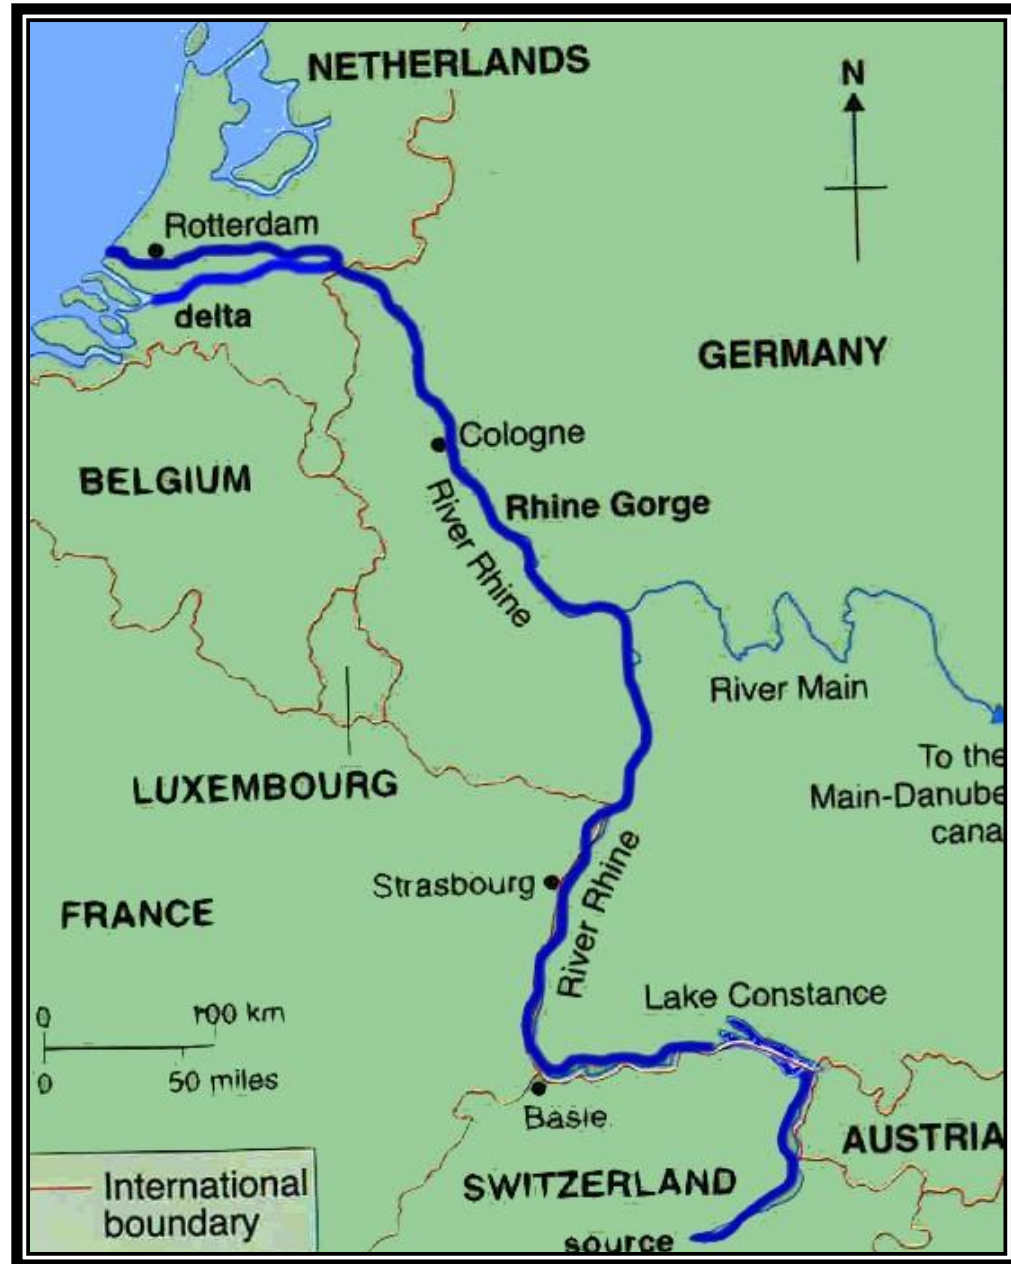 NETHERLANDS
N
Rotterdam
delta
GERMANY
Cologne
BELGIUM
Rhine Gorge
River Rhine
River Main
To the
Main-Danube
cana
LUXEMBOURG
River Rhine
Strasbourg
FRANCE
Lake Constance
0 100 km
0 50 miles
Basle
AUSTRIA
SWITZERLAND
International
boundary
source